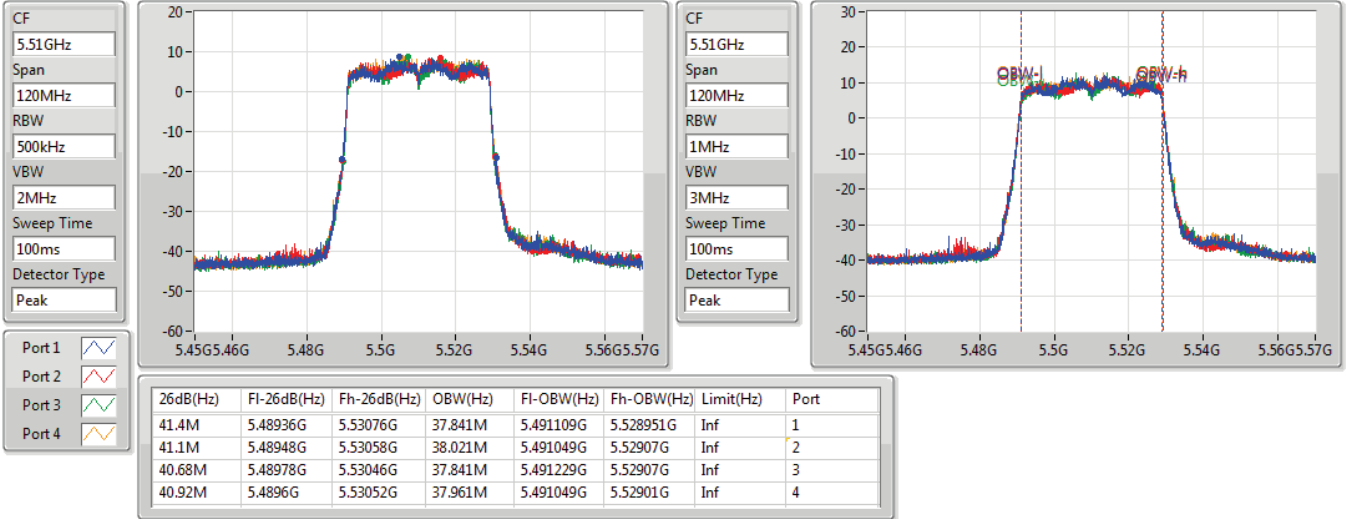 CF
5.51GHz
Span
120MHz
RBW
500kHz
VBW
2MHz
Sweep Time
100ms
Detector Type
Peak
20
10
0
-10
-20
-30
-40
-50
-60
5.45G 5.46G 5.48G 5.5G 5.52G 5.54G 5.56G 5.57G
CF
5.51GHz
Span
120MHz
RBW
1MHz
VBW
3MHz
Sweep Time
100ms
Detector Type
Peak
30
20
10
0
-10
-20
-30
-40
-50
-60
OBW-l OBW-h
5.45G 5.46G 5.48G 5.5G 5.52G 5.54G 5.56G 5.57G
Port 1
Port 2
Port 3
Port 4
26dB(Hz) Fl-26dB(Hz) Fh-26dB(Hz) OBW(Hz) Fl-OBW(Hz) Fh-OBW(Hz) Limit(Hz) Port
41.4M 5.48936G 5.53076G 37.841M 5.491109G 5.528951G Inf 1
41.1M 5.48948G 5.53058G 38.021M 5.491049G 5.52907G Inf 2
40.68M 5.48978G 5.53046G 37.841M 5.491229G 5.52907G Inf 3
40.92M 5.4896G 5.53052G 37.961M 5.491049G 5.52901G Inf 4